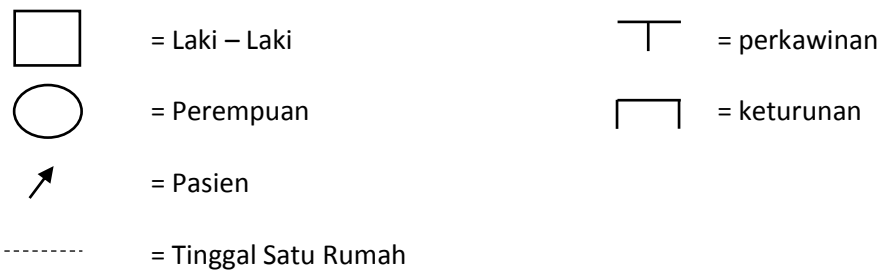 = Laki – Laki
= perkawinan
= Perempuan
= keturunan
= Pasien
= Tinggal Satu Rumah